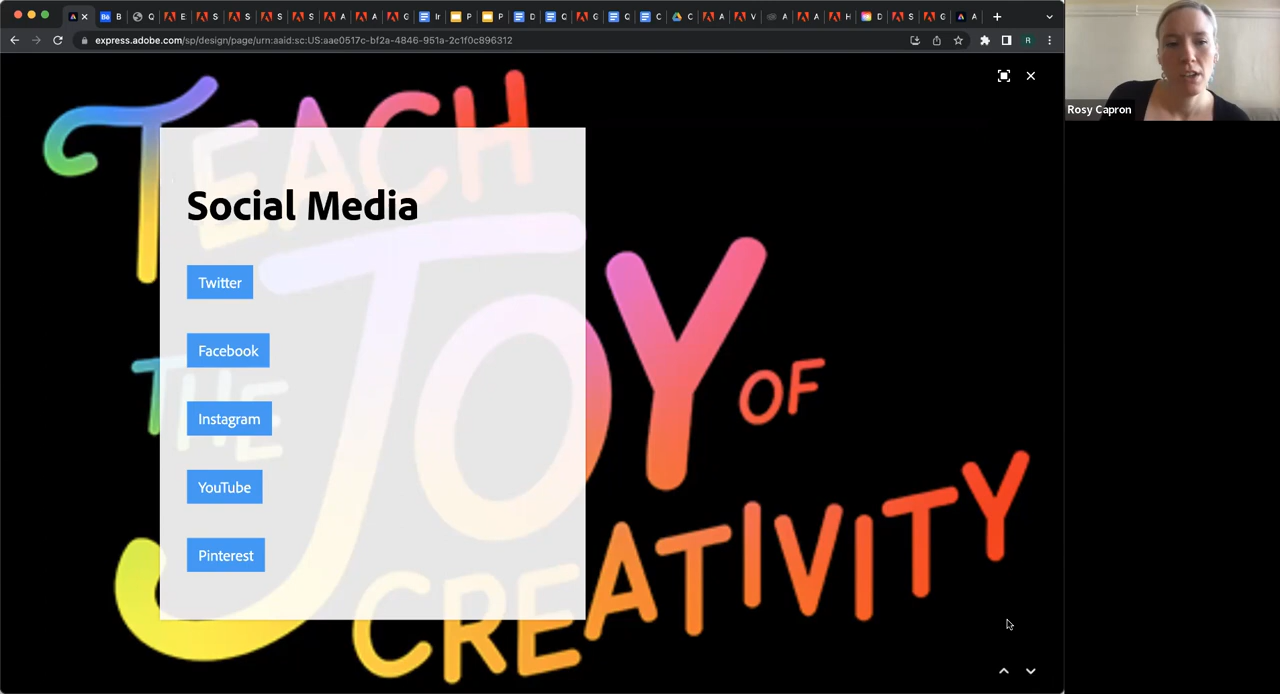 B Q E S S S S A A G Ir P P D Q G Q C C A V A A H D S G A
express.adobe.com/sp/design/page/urn:aaid:sc:US:aae0517c-bf2a-4846-951a-2c1f0c896312
R
Rosy Capron
TEACH
THE JOY OF
CREATIVITY
Social Media
Twitter
Facebook
Instagram
YouTube
Pinterest